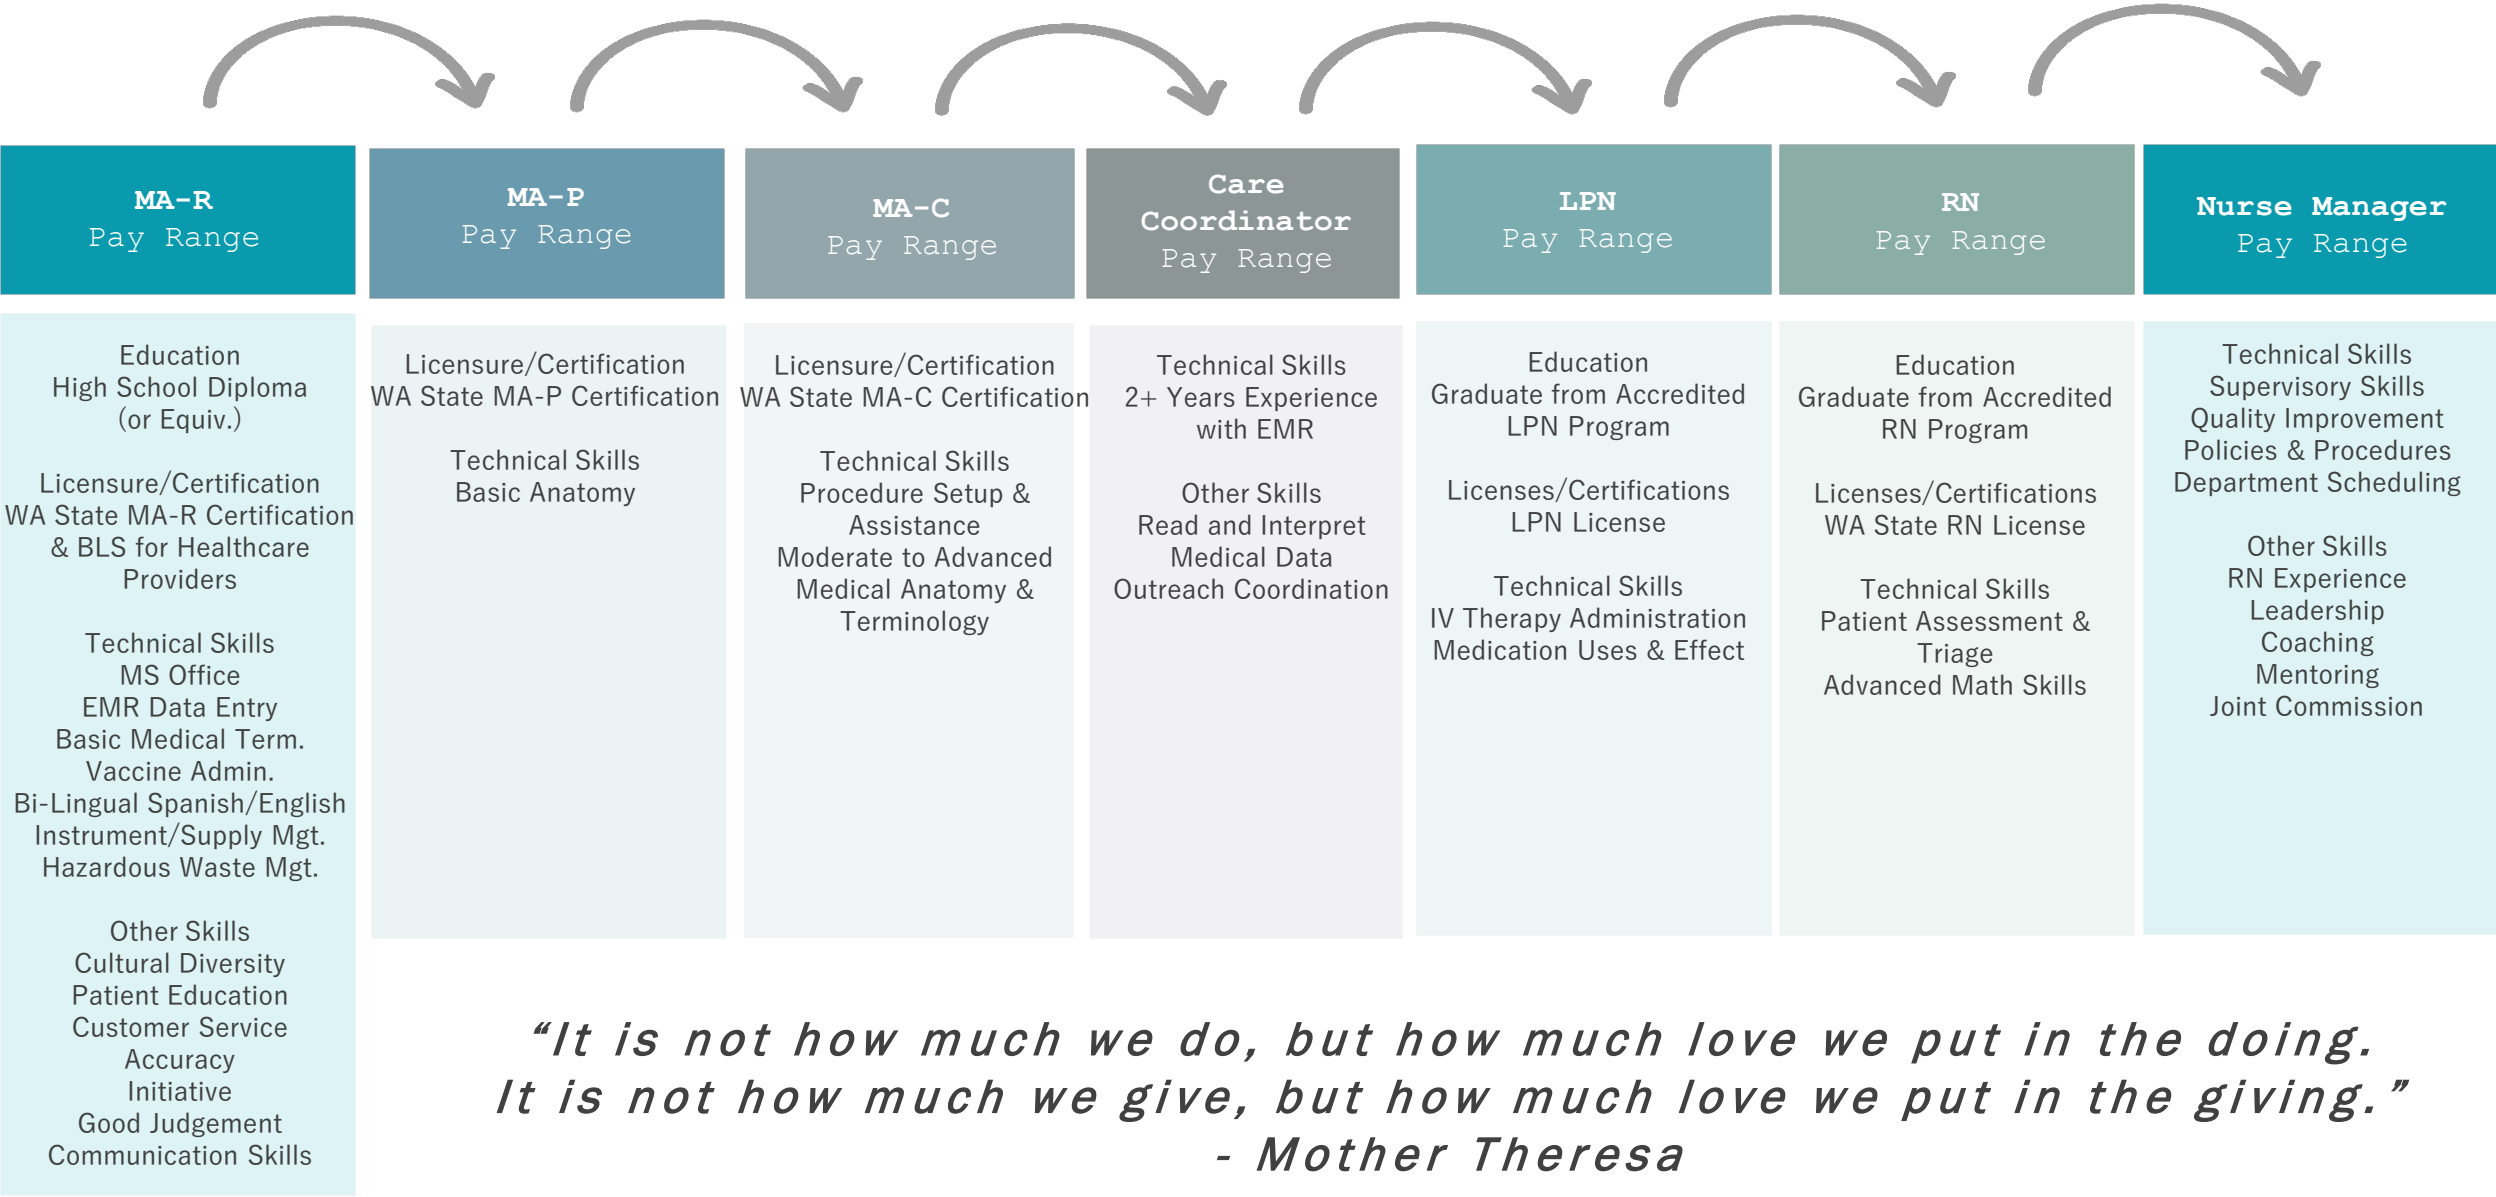 MA-R
Pay Range
Education
High School Diploma
(or Equiv.)
Licensure/Certification
WA State MA-R Certification
& BLS for Healthcare
Providers
Technical Skills
MS Office
EMR Data Entry
Basic Medical Term.
Vaccine Admin.
Bi-Lingual Spanish/English
Instrument/Supply Mgt.
Hazardous Waste Mgt.
Other Skills
Cultural Diversity
Patient Education
Customer Service
Accuracy
Initiative
Good Judgement
Communication Skills
MA-P
Pay Range
Licensure/Certification
WA State MA-P Certification
Technical Skills
Basic Anatomy
MA-C
Pay Range
Licensure/Certification
WA State MA-C Certification
Technical Skills
Procedure Setup &
Assistance
Moderate to Advanced
Medical Anatomy &
Terminology
Care
Coordinator
Pay Range
Technical Skills
2+ Years Experience
with EMR
Other Skills
Read and Interpret
Medical Data
Outreach Coordination
LPN
Pay Range
Education
Graduate from Accredited
LPN Program
Licenses/Certifications
LPN License
Technical Skills
IV Therapy Administration
Medication Uses & Effect
RN
Pay Range
Education
Graduate from Accredited
RN Program
Licenses/Certifications
WA State RN License
Technical Skills
Patient Assessment &
Triage
Advanced Math Skills
Nurse Manager
Pay Range
Technical Skills
Supervisory Skills
Quality Improvement
Policies & Procedures
Department Scheduling
Other Skills
RN Experience
Leadership
Coaching
Mentoring
Joint Commission
“It is not how much we do, but how much love we put in the doing.
It is not how much we give, but how much love we put in the giving.”
- Mother Theresa